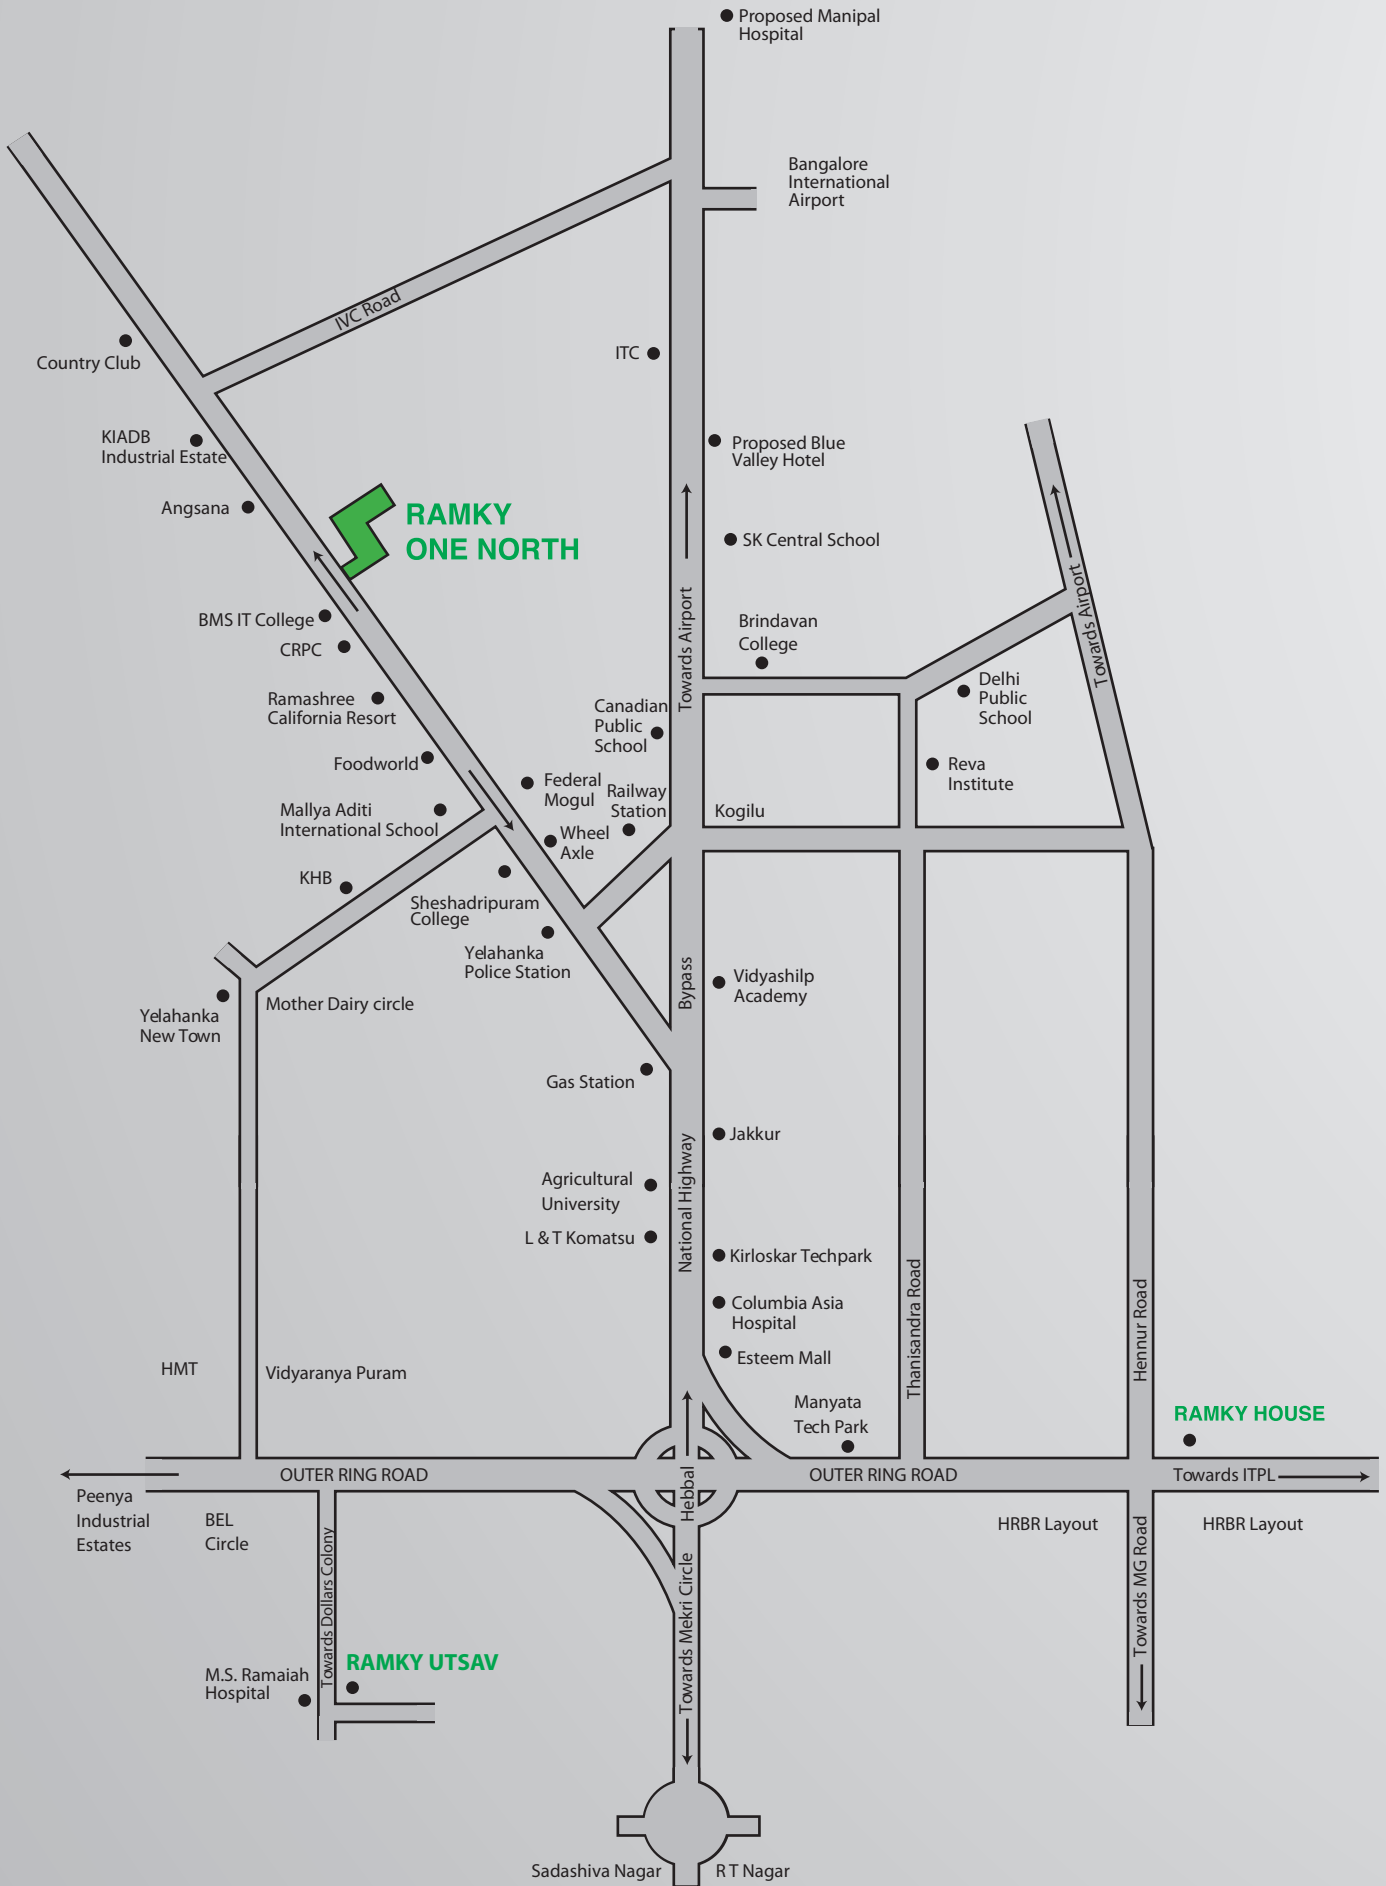 Proposed Manipal
Hospital
Bangalore
International
Airport
IVC Road
Country Club
ITC
KIADB
Industrial Estate
Proposed Blue
Valley Hotel
Angsana
RAMKY
ONE NORTH
SK Central School
Towards Airport
Towards Airport
BMS IT College
CRPC
Brindavan
College
Ramashree
California Resort
Canadian
Public
School
Delhi
Public
School
Foodworld
Federal
Mogul
Railway
Station
Reva
Institute
Mallya Aditi
International School
Kogilu
Wheel
Axle
KHB
Sheshadripuram
College
Yelahanka
Police Station
Bypass
Vidyashilp
Academy
Yelahanka
New Town
Mother Dairy circle
Gas Station
Jakkur
Agricultural
University
National Highway
L & T Komatsu
Kirloskar Techpark
Columbia Asia
Hospital
Thanisandra Road
Hennur Road
Esteem Mall
HMT
Vidyaranya Puram
Manyata
Tech Park
RAMKY HOUSE
OUTER RING ROAD
Hebbal
OUTER RING ROAD
Towards ITPL
Peenya
Industrial
Estates
BEL
Circle
HRBR Layout
HRBR Layout
Towards Dollars Colony
Towards Mekri Circle
Towards MG Road
M.S. Ramaiah
Hospital
RAMKY UTSAV
Sadashiva Nagar
R T Nagar